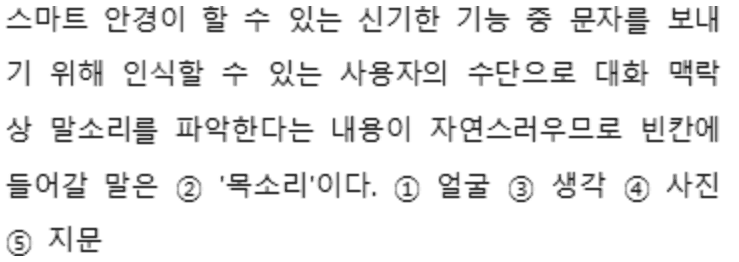 스마트 안경이 할 수 있는 신기한 기능 중 문자를 보내
기 위해 인식할 수 있는 사용자의 수단으로 대화 맥락
상 말소리를 파악한다는 내용이 자연스러우므로 빈칸에
들어갈 말은 ② '목소리'이다. ① 얼굴 ③ 생각 ④ 사진
⑤ 지문